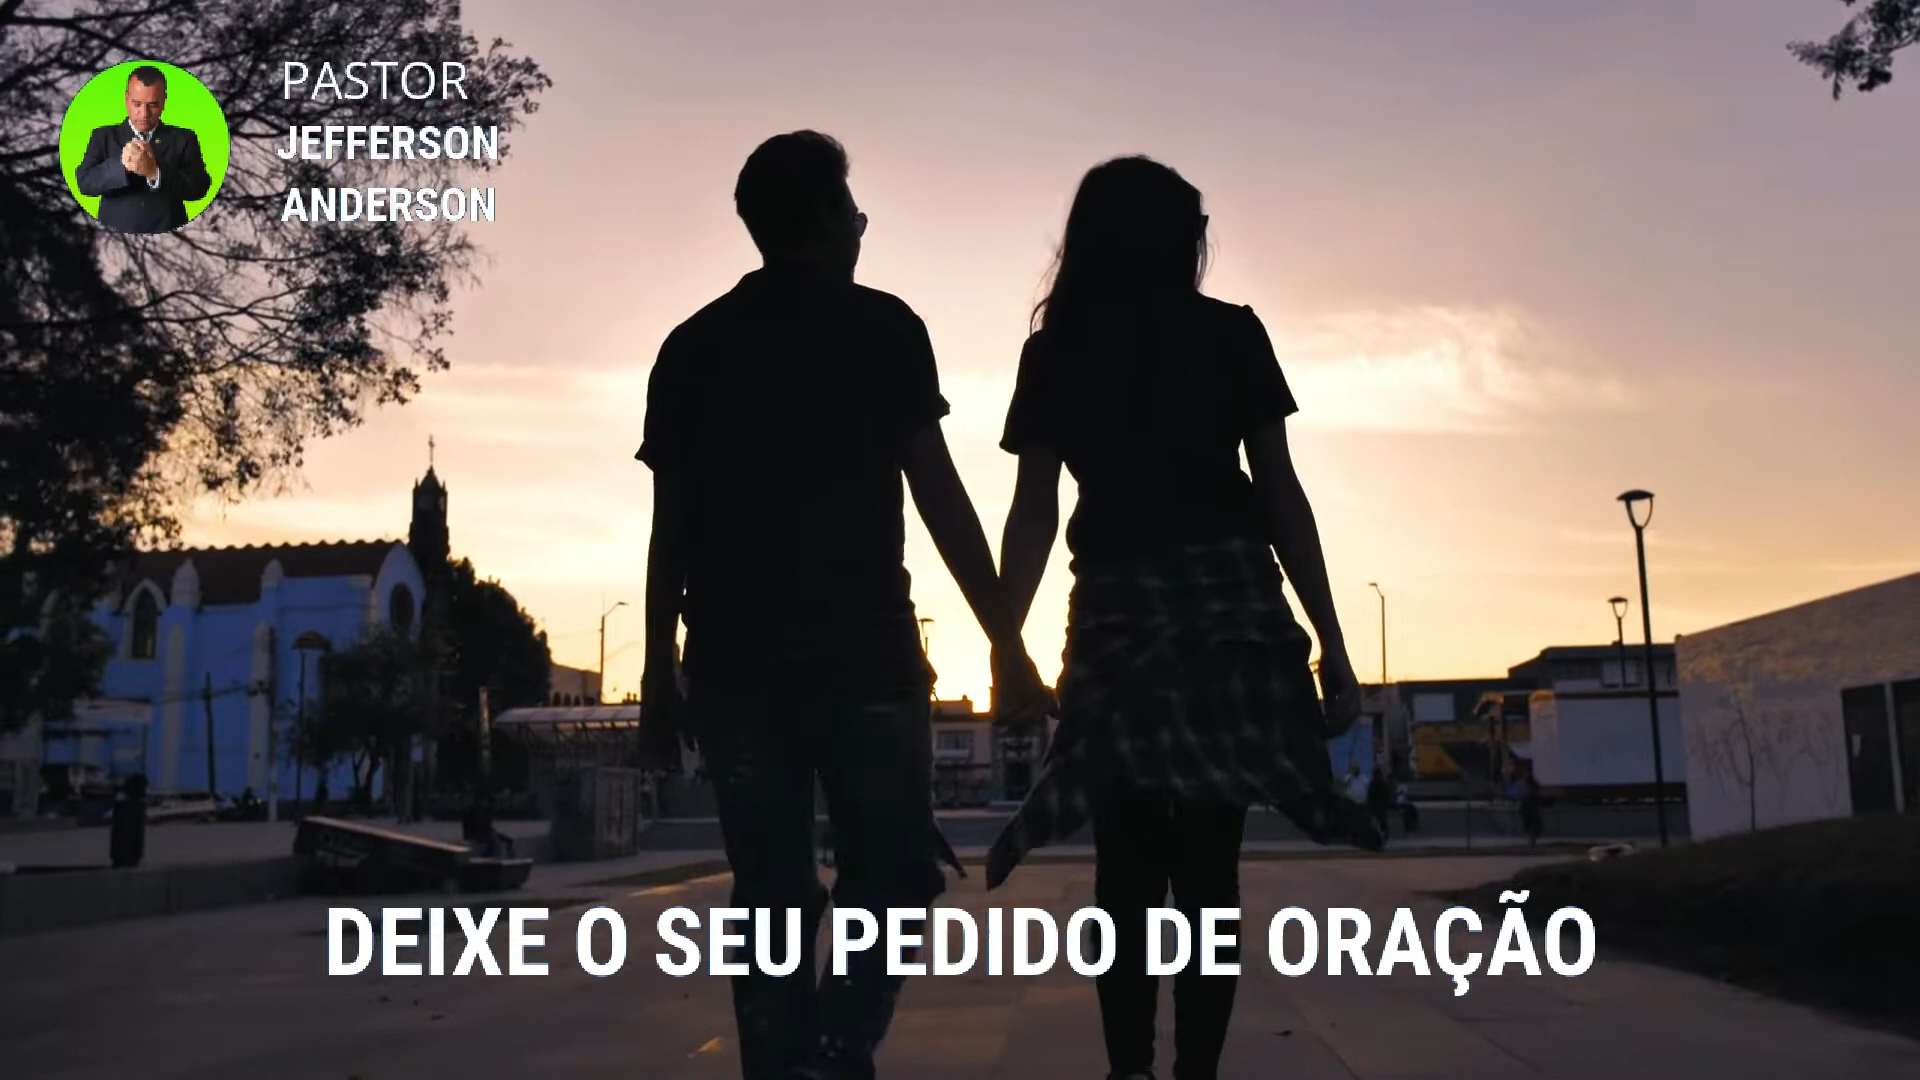 PASTOR
JEFFERSON
ANDERSON
DEIXE O SEU PEDIDO DE ORAÇÃO